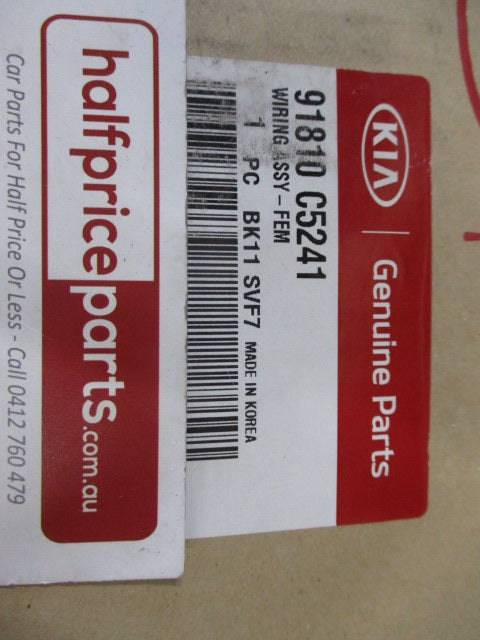 KIA | Genuine Parts
91810 C5241
WIRING ASSY-FEM
1 PC BK11 SVF7 MADE IN KOREA
halfpriceparts.com.au
Car Parts For Half Price Or Less - Call 0412 760 479